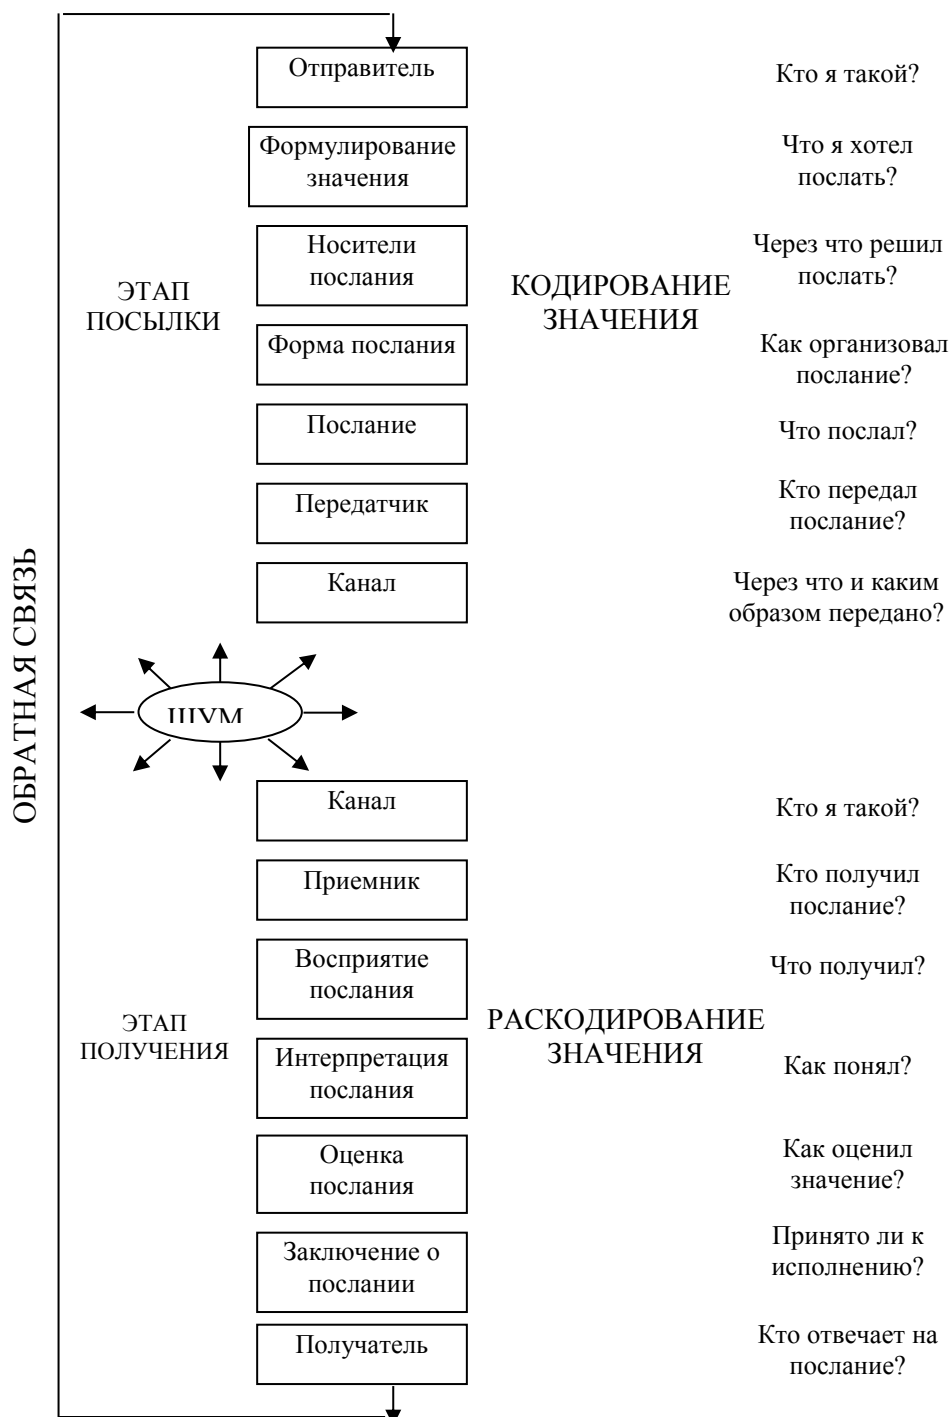 Отправитель
Кто я такой?
Формулирование
значения
Что я хотел
послать?
Носители
послания
Через что решил
послать?
ЭТАП
ПОСЫЛКИ
КОДИРОВАНИЕ
ЗНАЧЕНИЯ
Форма послания
Как организовал
послание?
Послание
Что послал?
Передатчик
Кто передал
послание?
Канал
Через что и каким
образом передано?
ОБРАТНАЯ СВЯЗЬ
ШУМ
Канал
Кто я такой?
Приемник
Кто получил
послание?
Восприятие
послания
Что получил?
ЭТАП
ПОЛУЧЕНИЯ
РАСКОДИРОВАНИЕ
ЗНАЧЕНИЯ
Интерпретация
послания
Как понял?
Оценка
послания
Как оценил
значение?
Заключение о
послании
Принято ли к
исполнению?
Получатель
Кто отвечает на
послание?